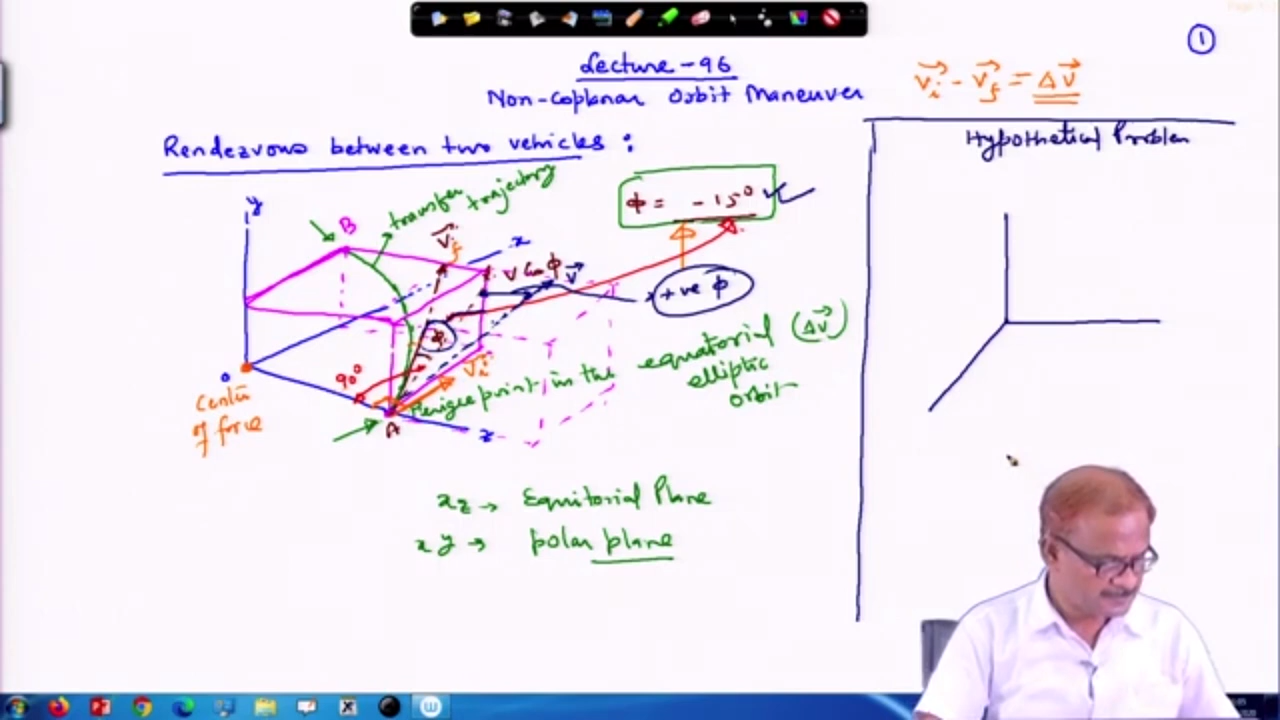 ①
Lecture-96
Non-Coplanar Orbit Maneuver
Vi - Vf = ΔV
Rendezvous between two vehicles :
Hypothetical Problem
transfer trajectory
y
B
Vf
x
V Cos φ
V
φ = -15°
+ve φ
φ
90°
Vi
0
Centre
of force
A
z
Perigee point in the equatorial (ΔV)
elliptic
orbit
xz → Equitorial Plane
xy → polar plane